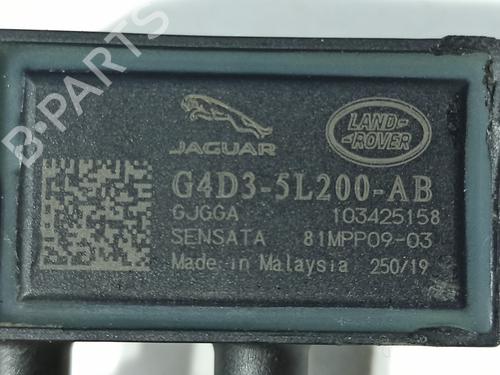 B-PARTS
JAGUAR
LAND-
-ROVER
G4D3-5L200-AB
GJGGA 103425158
SENSATA 81MPP09-03
Made in Malaysia 250/19